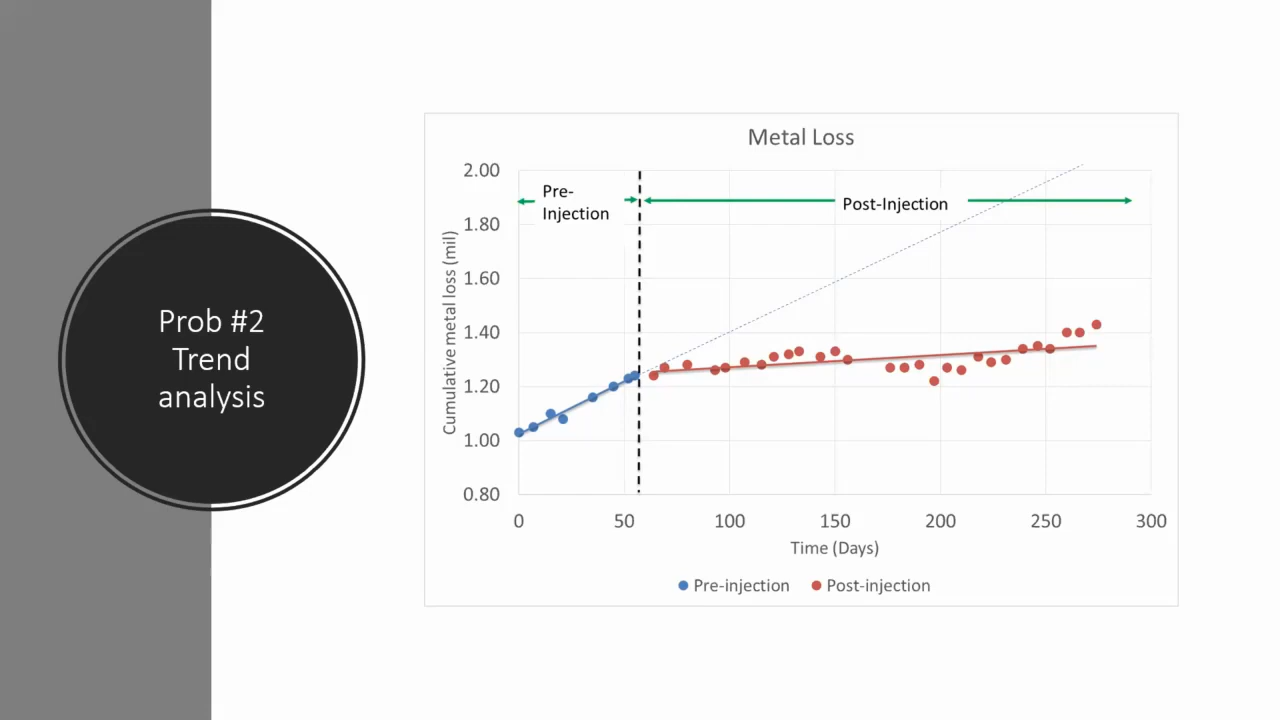 Prob #2
Trend
analysis
Metal Loss
Pre-
Injection
Post-Injection
Cumulative metal loss (mil)
2.00
1.80
1.60
1.40
1.20
1.00
0.80
0
50
100
150
200
250
300
Time (Days)
Pre-injection
Post-injection